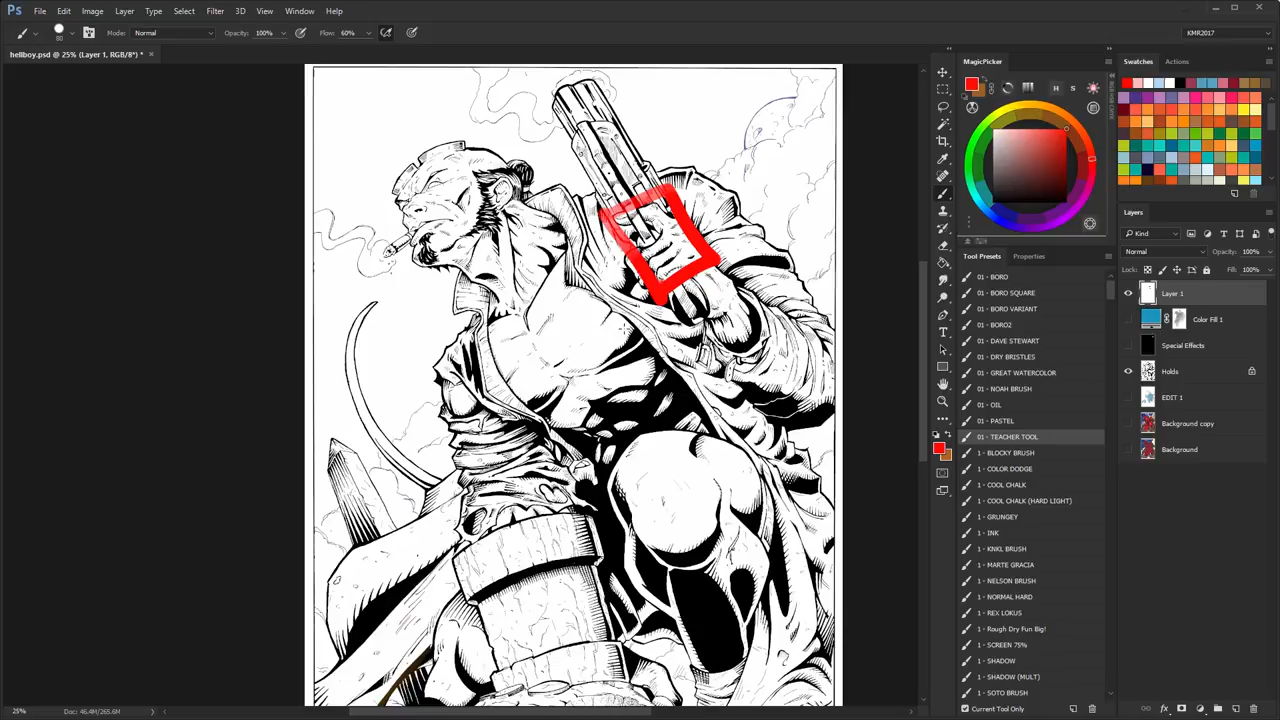 Ps File Edit Image Layer Type Select Filter 3D View Window Help
80 Mode: Normal Opacity: 100% Flow: 60% KMR2017
hellboy.psd @ 25% (Layer 1, RGB/8*) * ×
MagicPicker
H S
Swatches Actions
Layers
Kind
Normal Opacity: 100%
Lock: Fill: 100%
Layer 1
Color Fill 1
Special Effects
Holds
EDIT 1
Background copy
Background
Tool Presets Properties
01 - BORO
01 - BORO SQUARE
01 - BORO VARIANT
01 - BORO2
01 - DAVE STEWART
01 - DRY BRISTLES
01 - GREAT WATERCOLOR
01 - NOAH BRUSH
01 - OIL
01 - PASTEL
01 - TEACHER TOOL
1 - BLOCKY BRUSH
1 - COLOR DODGE
1 - COOL CHALK
1 - COOL CHALK (HARD LIGHT)
1 - GRUNGEY
1 - INK
1 - KNKL BRUSH
1 - MARTE GRACIA
1 - NELSON BRUSH
1 - NORMAL HARD
1 - REX LOKUS
1 - Rough Dry Fun Big!
1 - SCREEN 75%
1 - SHADOW
1 - SHADOW (MULT)
1 - SOTO BRUSH
Current Tool Only
25% Doc: 46.4M/265.6M